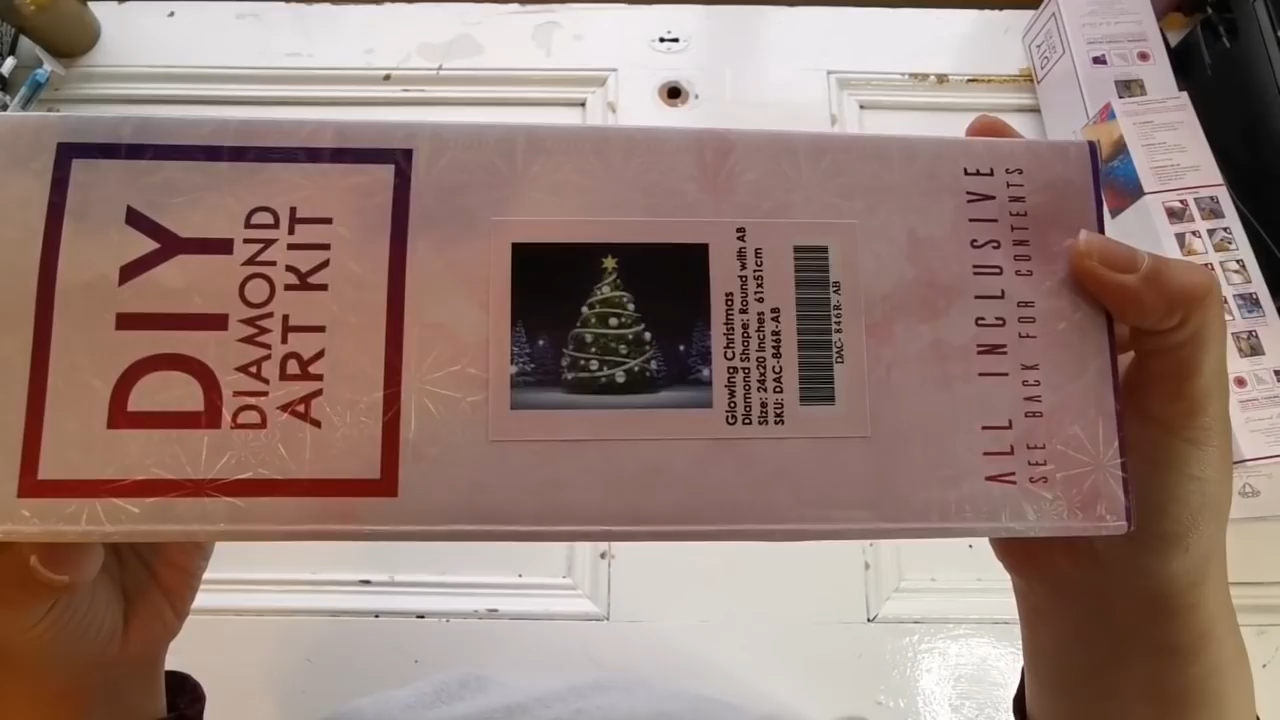 DIY
DIAMOND
ART KIT
Glowing Christmas
Diamond Shape: Round with AB
Size: 24x20 Inches 61x51cm
SKU: DAC-846R-AB
DAC-846R-AB
ALL INCLUSIVE
SEE BACK FOR CONTENTS
DIY